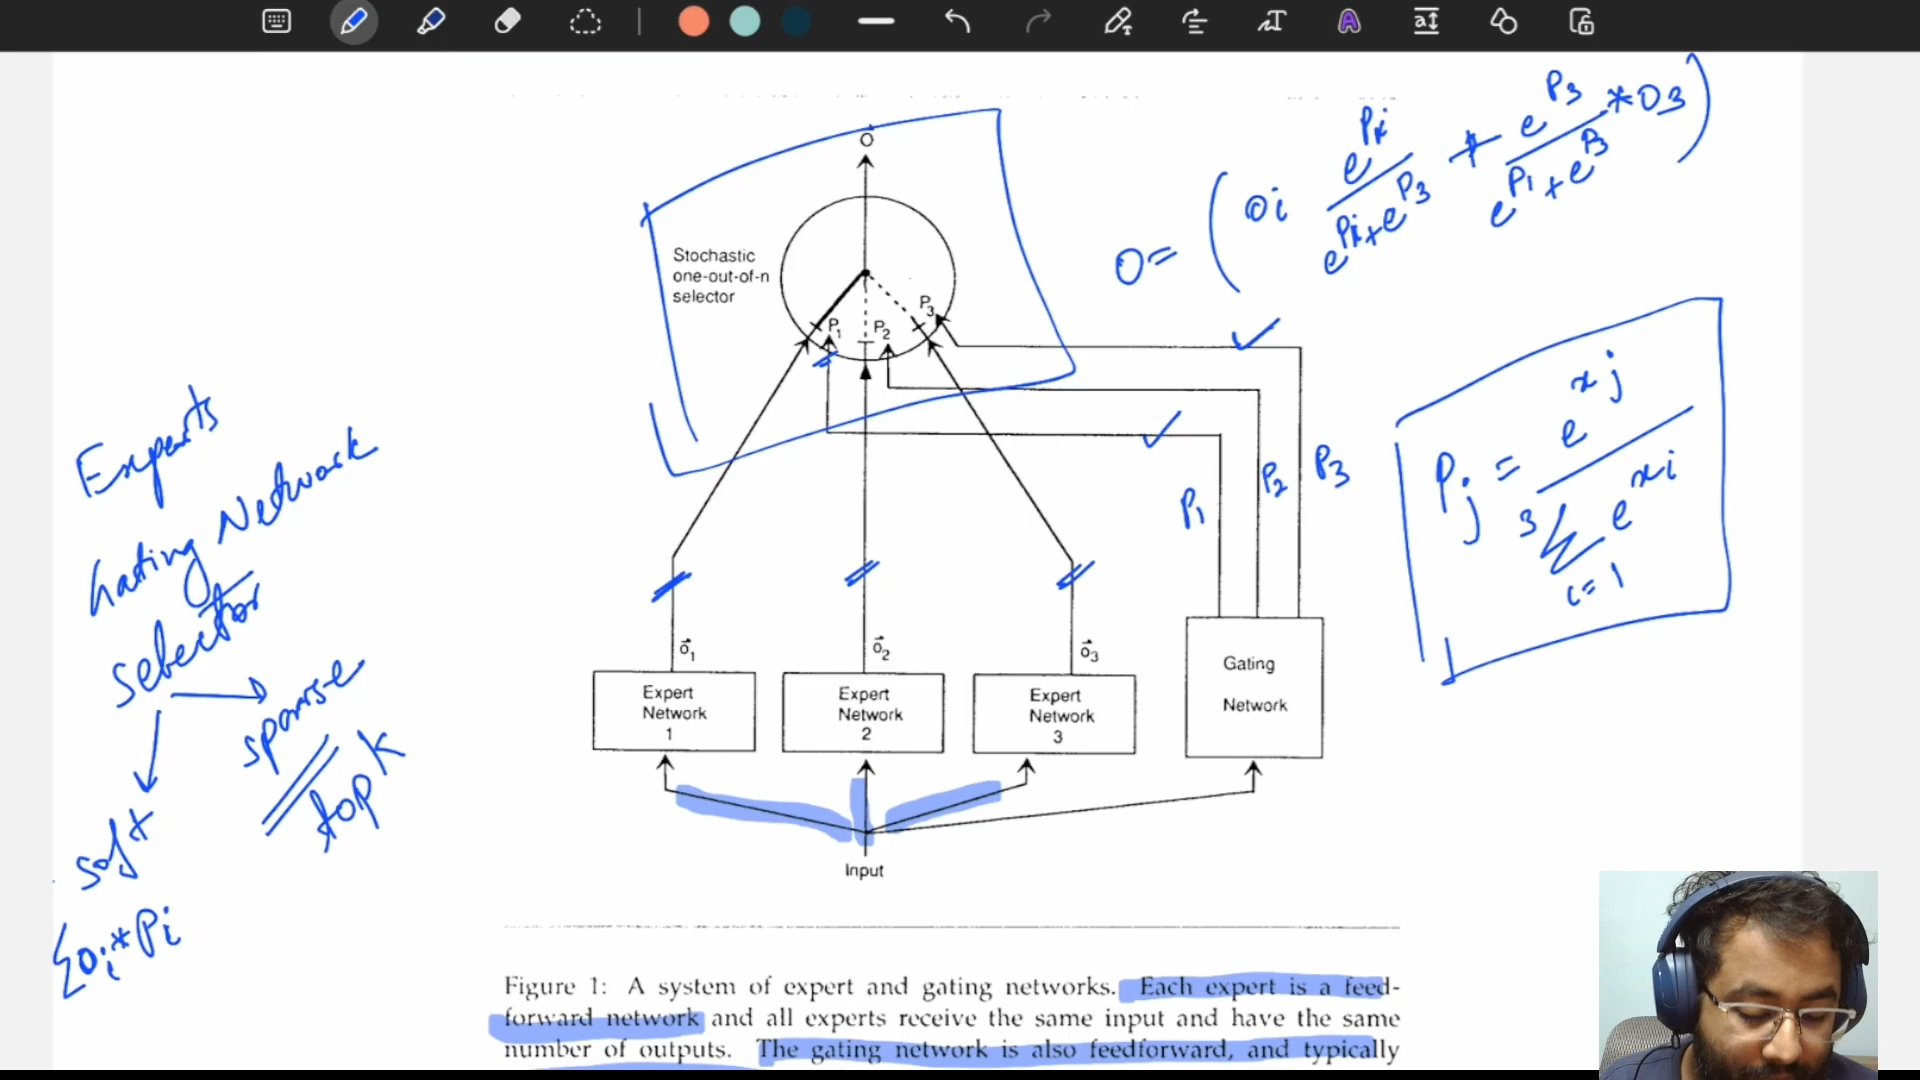 O
Stochastic
one-out-of-n
selector
P1 P2 P3
O = ( Oi e^Pi / e^Pi + e^P3 + e^P3 / e^P1 + e^P3 * O3 )
Pj = e^xj / 3 Σ i=1 e^xi
P1 P2 P3
Experts
Gating Network
selector
sparse
top K
soft
Σ Oi * Pi
o1 o2 o3
Expert Network 1
Expert Network 2
Expert Network 3
Gating Network
Input
Figure 1: A system of expert and gating networks. Each expert is a feed-
forward network and all experts receive the same input and have the same
number of outputs. The gating network is also feedforward, and typically